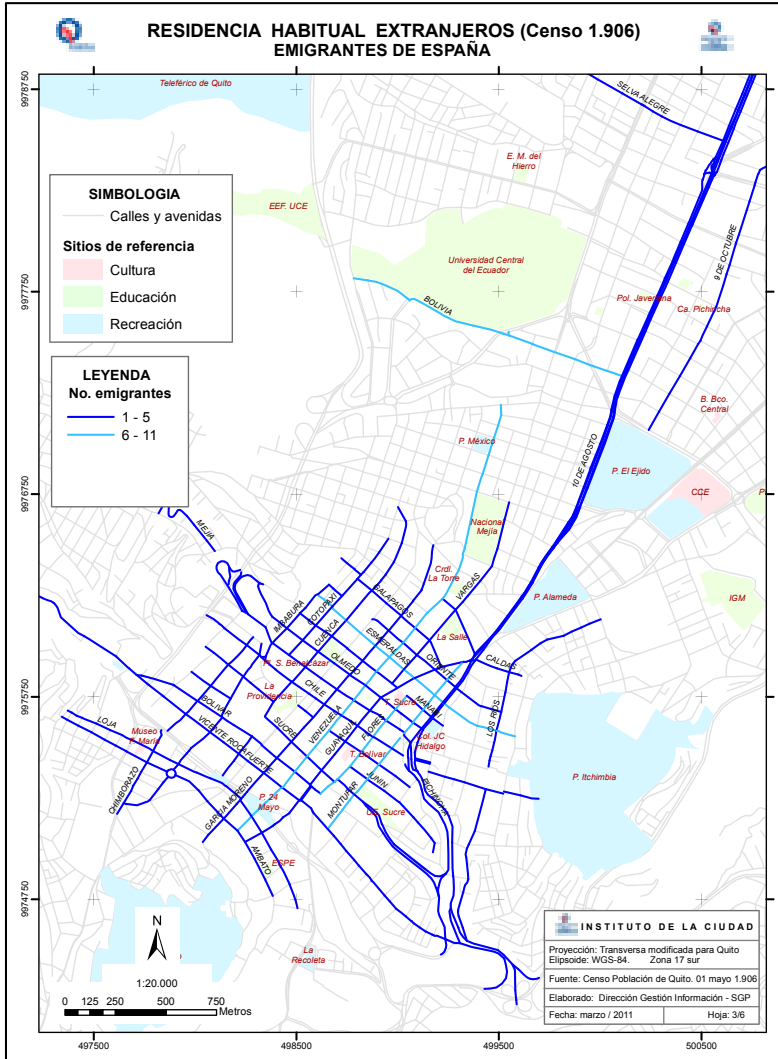 RESIDENCIA HABITUAL EXTRANJEROS (Censo 1.906)
EMIGRANTES DE ESPAÑA
9978750
9977750
9976750
9975750
9974750
Teleférico de Quito
SELVA ALEGRE
E. M. del
Hierro
SIMBOLOGIA
Calles y avenidas
Sitios de referencia
Cultura
Educación
Recreación
EEF. UCE
Universidad Central
del Ecuador
9 DE OCTUBRE
BOLIVIA
Pol. Javeriana
Ca. Pichincha
LEYENDA
No. emigrantes
1 - 5
6 - 11
B. Bco.
Central
P. México
10 DE AGOSTO
P. El Ejido
CCE
MEJIA
Nacional
Mejía
Crdl.
La Torre
VARGAS
P. Alameda
IGM
GALAPAGOS
COTOPAXI
IMBABURA
CUENCA
ESMERALDAS
La Salle
OLMEDO
ORIENTE
CALDAS
Pl. S. Benalcázar
La
Providencia
CHILE
T. Sucre
MANABI
BOLIVAR
SUCRE
VENEZUELA
GUAYAQUIL
FLORES
LOS RIOS
LOJA
VICENTE ROCAFUERTE
Museo
T. Bolívar
Col. JC
Hidalgo
P. Itchimbia
CHIMBORAZO
GARCIA MORENO
P. 24
Mayo
MONTUFAR
JUNIN
PICHINCHA
UE. Sucre
AMBATO
ESPE
La
Recoleta
N
1:20.000
0 125 250 500 750
Metros
INSTITUTO DE LA CIUDAD
Proyección: Transversa modificada para Quito
Elipsoide: WGS-84. Zona 17 sur
Fuente: Censo Población de Quito. 01 mayo 1.906
Elaborado: Dirección Gestión Información - SGP
Fecha: marzo / 2011
Hoja: 3/6
497500
498500
499500
500500